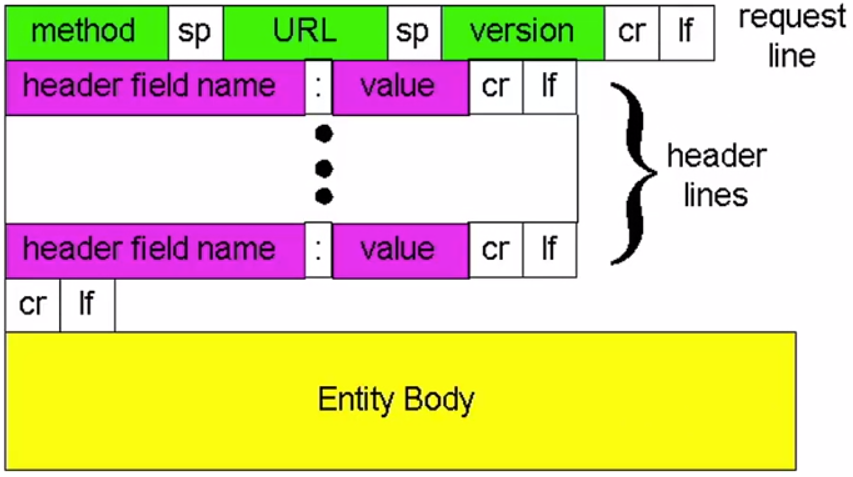 method sp URL sp version cr lf request line
header field name : value cr lf
header lines
header field name : value cr lf
cr lf
Entity Body